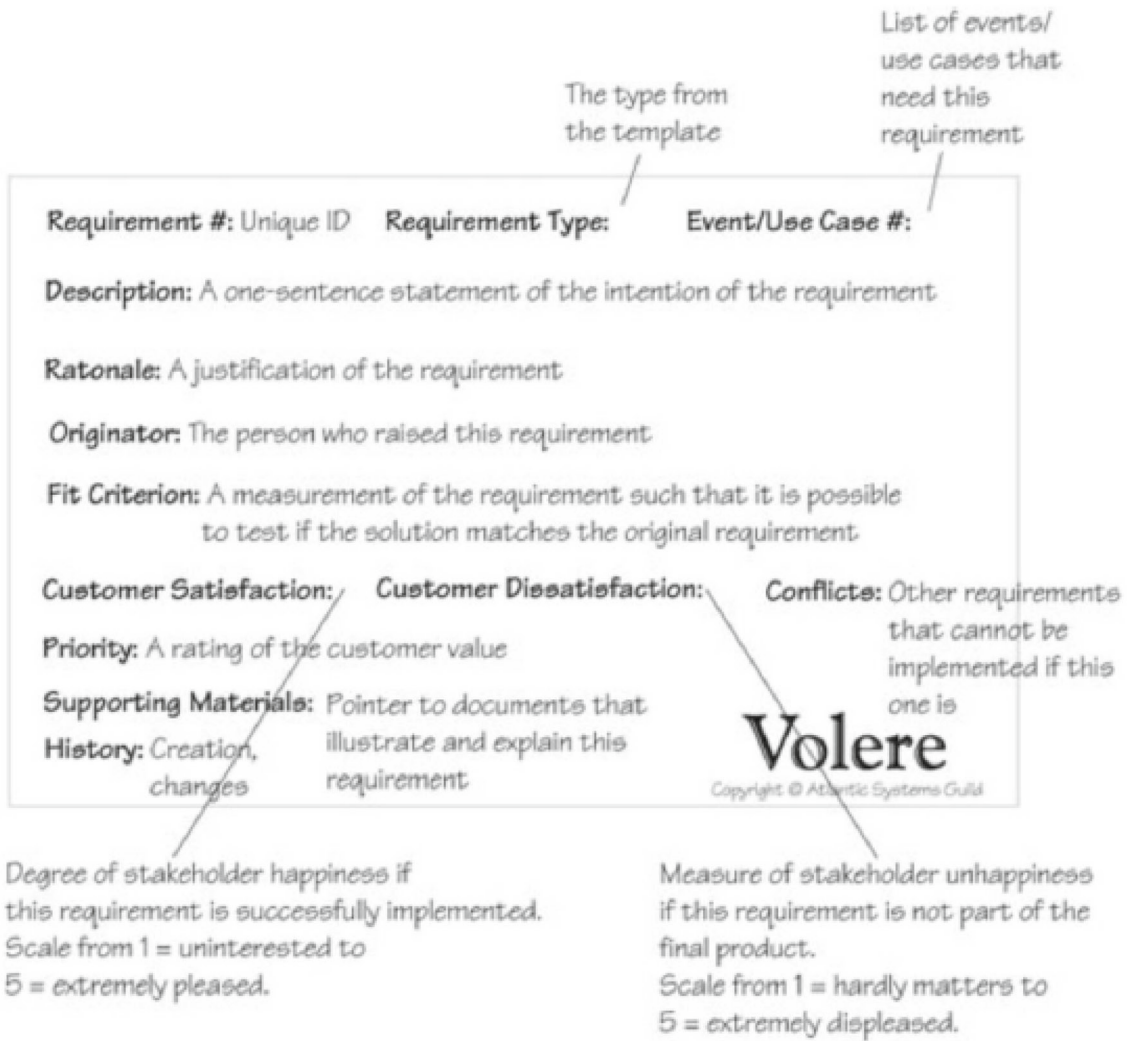 List of events/
use cases that
need this
requirement
The type from
the template
Requirement #: Unique ID Requirement Type: Event/Use Case #:
Description: A one-sentence statement of the intention of the requirement
Ratonale: A justification of the requirement
Originator: The person who raised this requirement
Fit Criterion: A measurement of the requirement such that it is possible
to test if the solution matches the original requirement
Customer Satisfaction: Customer Dissatisfaction: Conflicts: Other requirements
that cannot be
implemented if this
one is
Priority: A rating of the customer value
Supporting Materials: Pointer to documents that
illustrate and explain this
requirement
History: Creation,
changes
Volere
Copyright © Atlantic Systems Guild
Degree of stakeholder happiness if
this requirement is successfully implemented.
Scale from 1 = uninterested to
5 = extremely pleased.
Measure of stakeholder unhappiness
if this requirement is not part of the
final product.
Scale from 1 = hardly matters to
5 = extremely displeased.